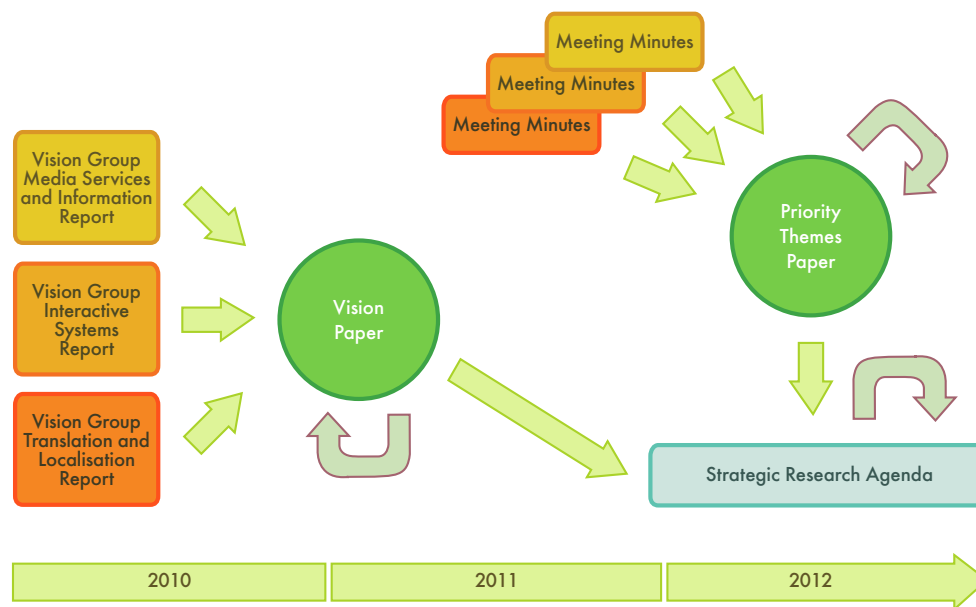 Meeting Minutes
Meeting Minutes
Meeting Minutes
Vision Group
Media Services
and Information
Report
Vision Group
Interactive
Systems
Report
Vision Group
Translation and
Localisation
Report
Vision
Paper
Priority
Themes
Paper
Strategic Research Agenda
2010
2011
2012